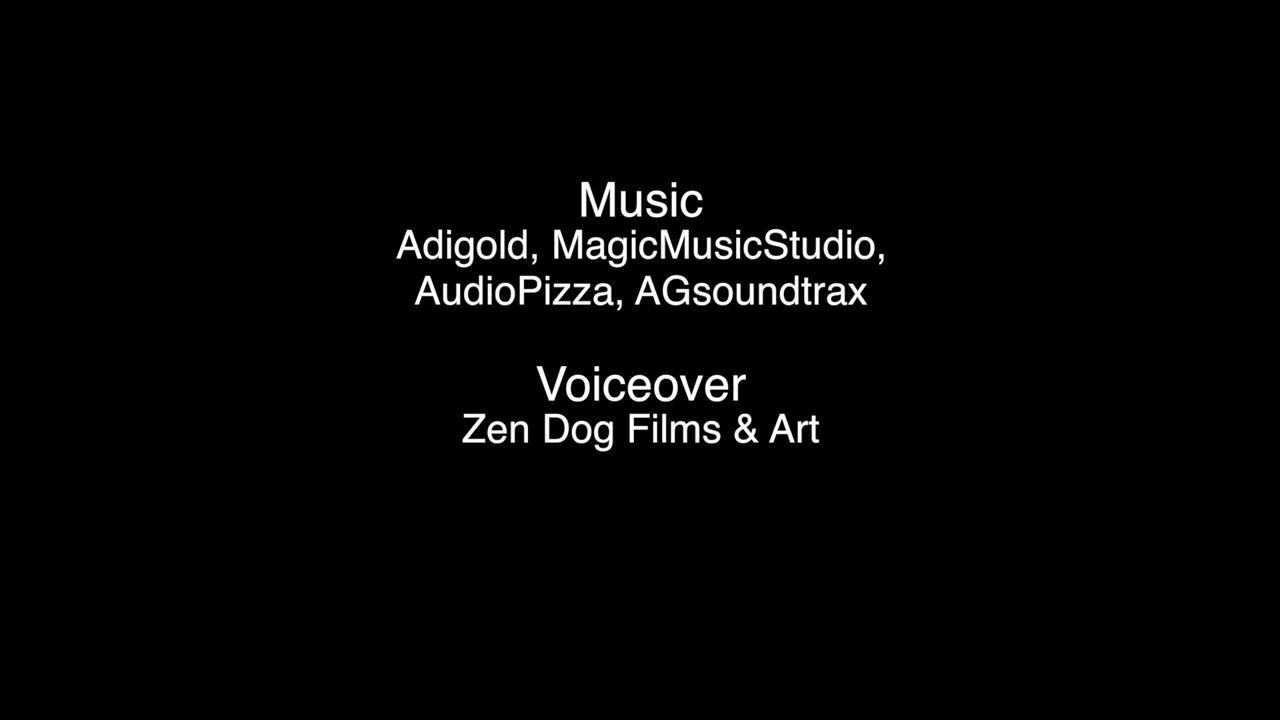 Music
Adigold, MagicMusicStudio,
AudioPizza, AGsoundtrax
Voiceover
Zen Dog Films & Art